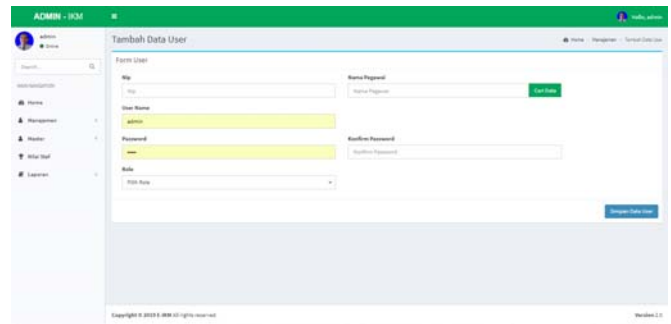 ADMIN - IKM
Hello, admin
admin
Online
Search...
MAIN NAVIGATION
Home
Manajemen
Master
Nilai Staf
Laporan
Tambah Data User
Home
Manajemen
Tambah Data User
Form User
Nip
Nip
Nama Pegawai
Nama Pegawai
Cari Data
User Name
admin
Password
Konfirm Password
Konfirm Password
Role
Pilih Role
Simpan Data User
Copyright © 2018 E-IKM All rights reserved.
Version 2.0